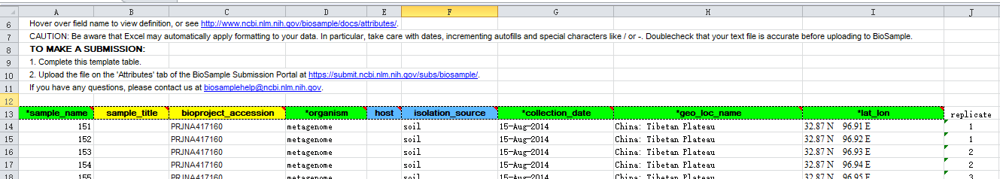 A B C D E F G H I J
6 Hover over field name to view definition, or see http://www.ncbi.nlm.nih.gov/biosample/docs/attributes/.
7 CAUTION: Be aware that Excel may automatically apply formatting to your data. In particular, take care with dates, incrementing autofills and special characters like / or -. Doublecheck that your text file is accurate before uploading to BioSample.
8 TO MAKE A SUBMISSION:
9 1. Complete this template table.
10 2. Upload the file on the 'Attributes' tab of the BioSample Submission Portal at https://submit.ncbi.nlm.nih.gov/subs/biosample/.
11 If you have any questions, please contact us at biosamplehelp@ncbi.nlm.nih.gov.
12
13 *sample_name sample_title bioproject_accession *organism host isolation_source *collection_date *geo_loc_name *lat_lon replicate
14 151 PRJNA417160 metagenome soil 15-Aug-2014 China: Tibetan Plateau 32.87 N 96.91 E 1
15 152 PRJNA417160 metagenome soil 15-Aug-2014 China: Tibetan Plateau 32.87 N 96.92 E 1
16 153 PRJNA417160 metagenome soil 15-Aug-2014 China: Tibetan Plateau 32.87 N 96.93 E 2
17 154 PRJNA417160 metagenome soil 15-Aug-2014 China: Tibetan Plateau 32.87 N 96.94 E 2
18 155 PRJNA417160 metagenome soil 15-Aug-2014 China: Tibetan Plateau 32.87 N 96.95 E 3